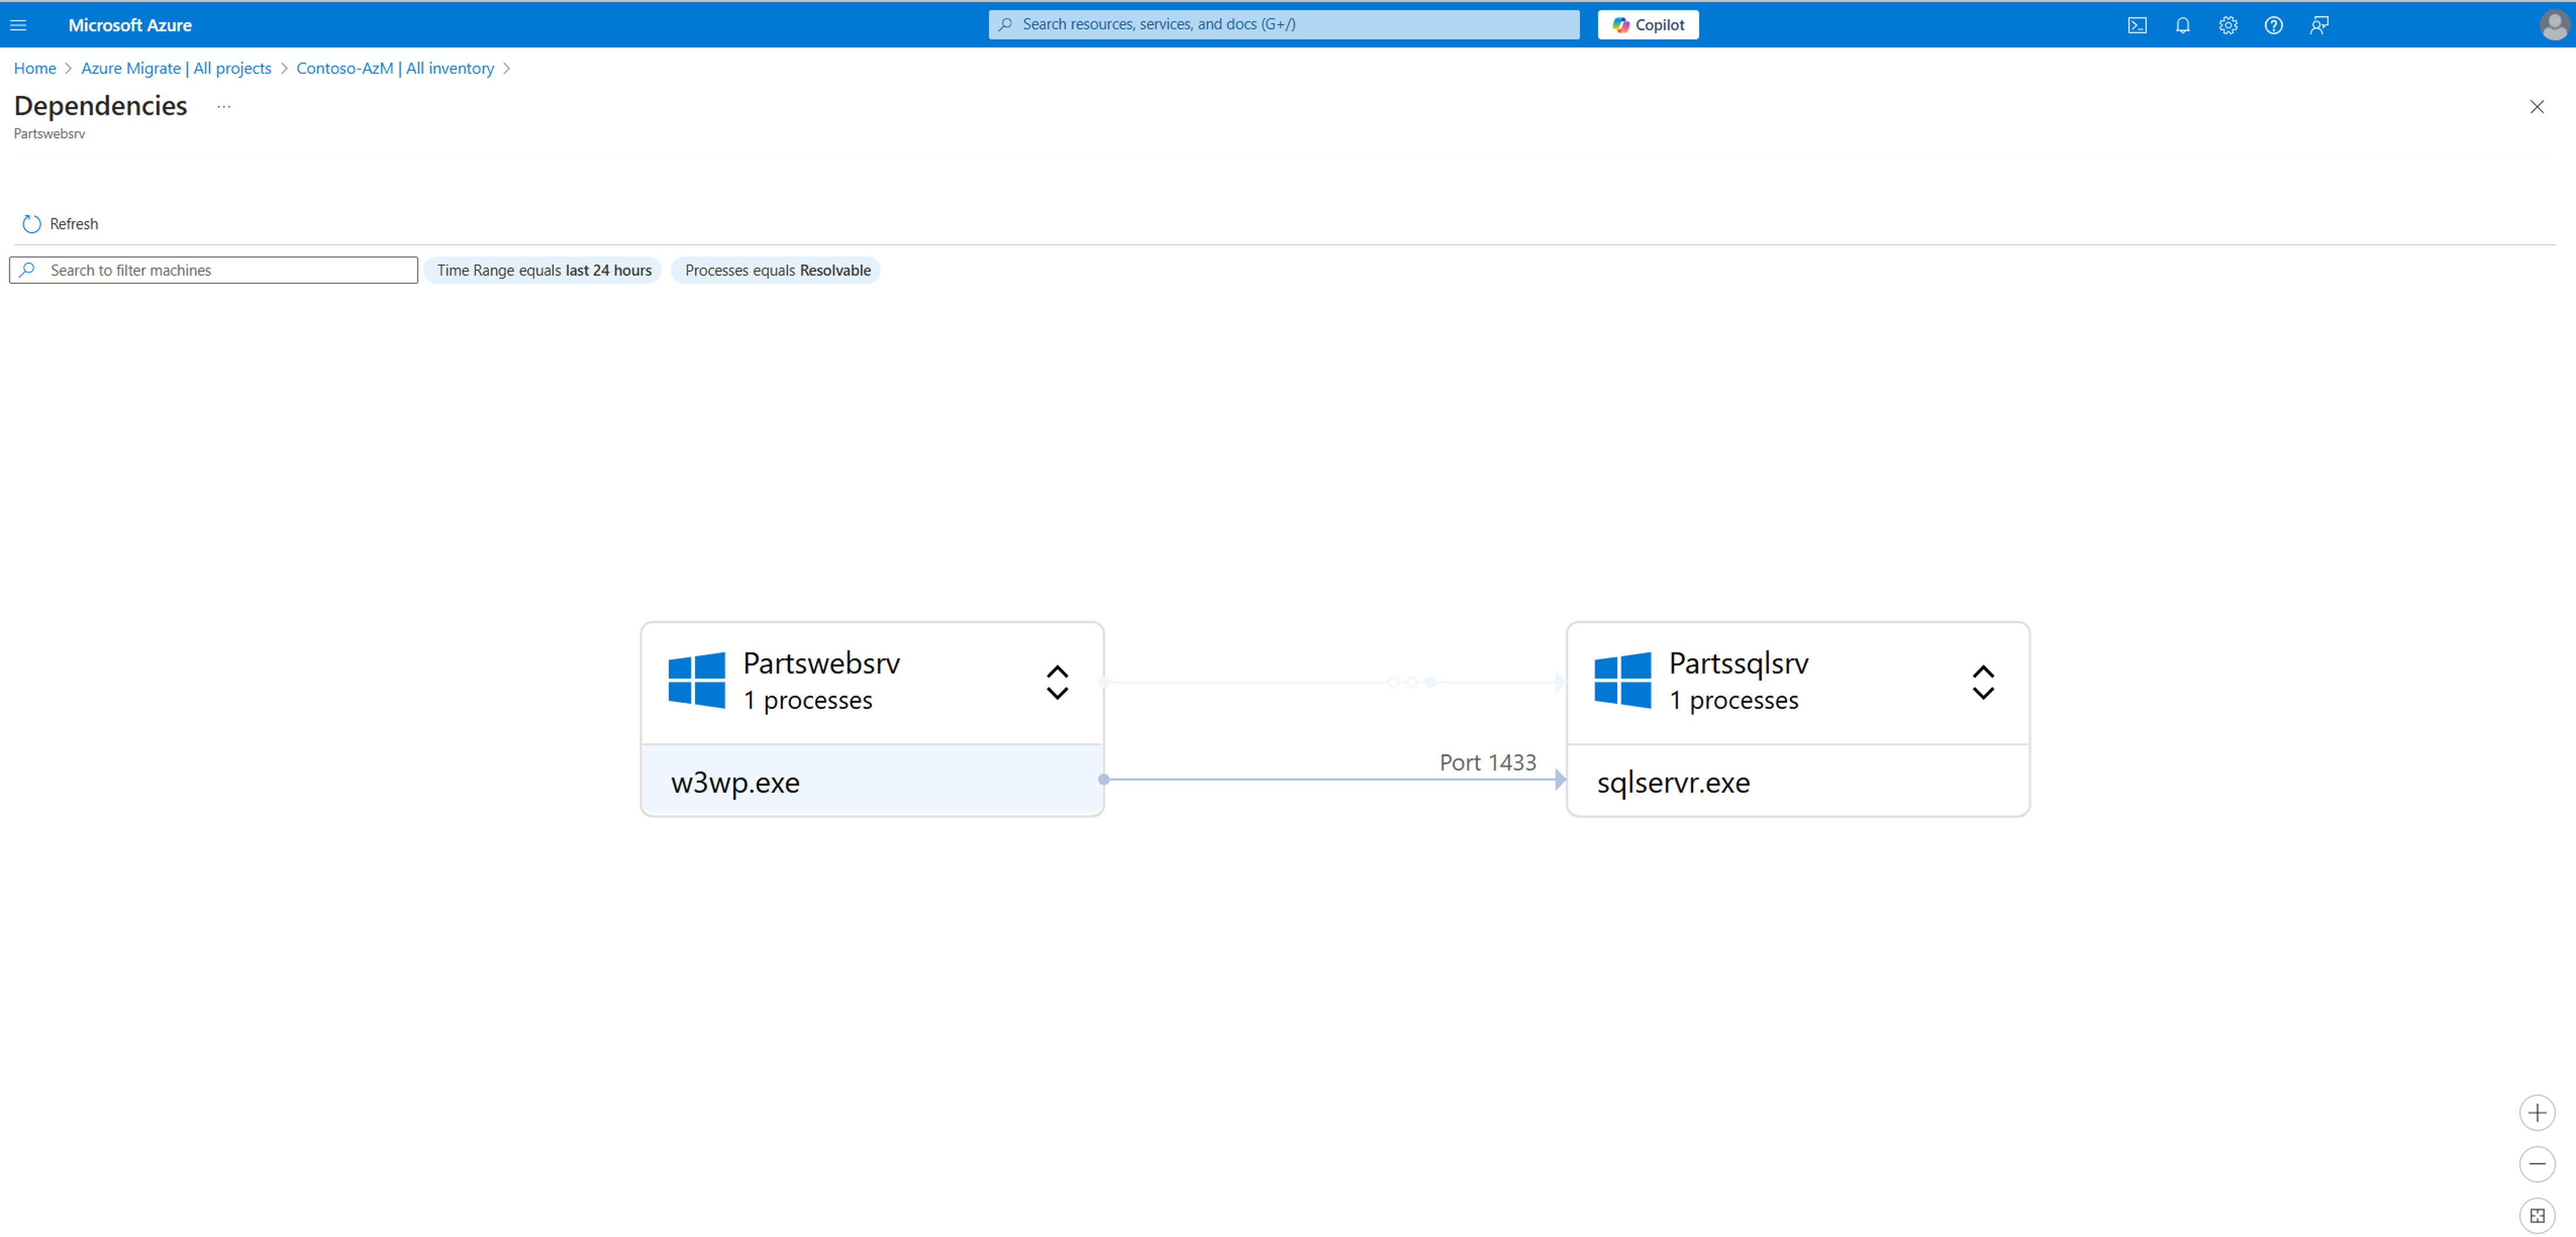 Microsoft Azure
Search resources, services, and docs (G+/)
Copilot
Home > Azure Migrate | All projects > Contoso-AzM | All inventory >
Dependencies ...
Partswebsrv
Refresh
Search to filter machines
Time Range equals last 24 hours
Processes equals Resolvable
Partswebsrv
1 processes
w3wp.exe
Port 1433
Partssqlsrv
1 processes
sqlservr.exe